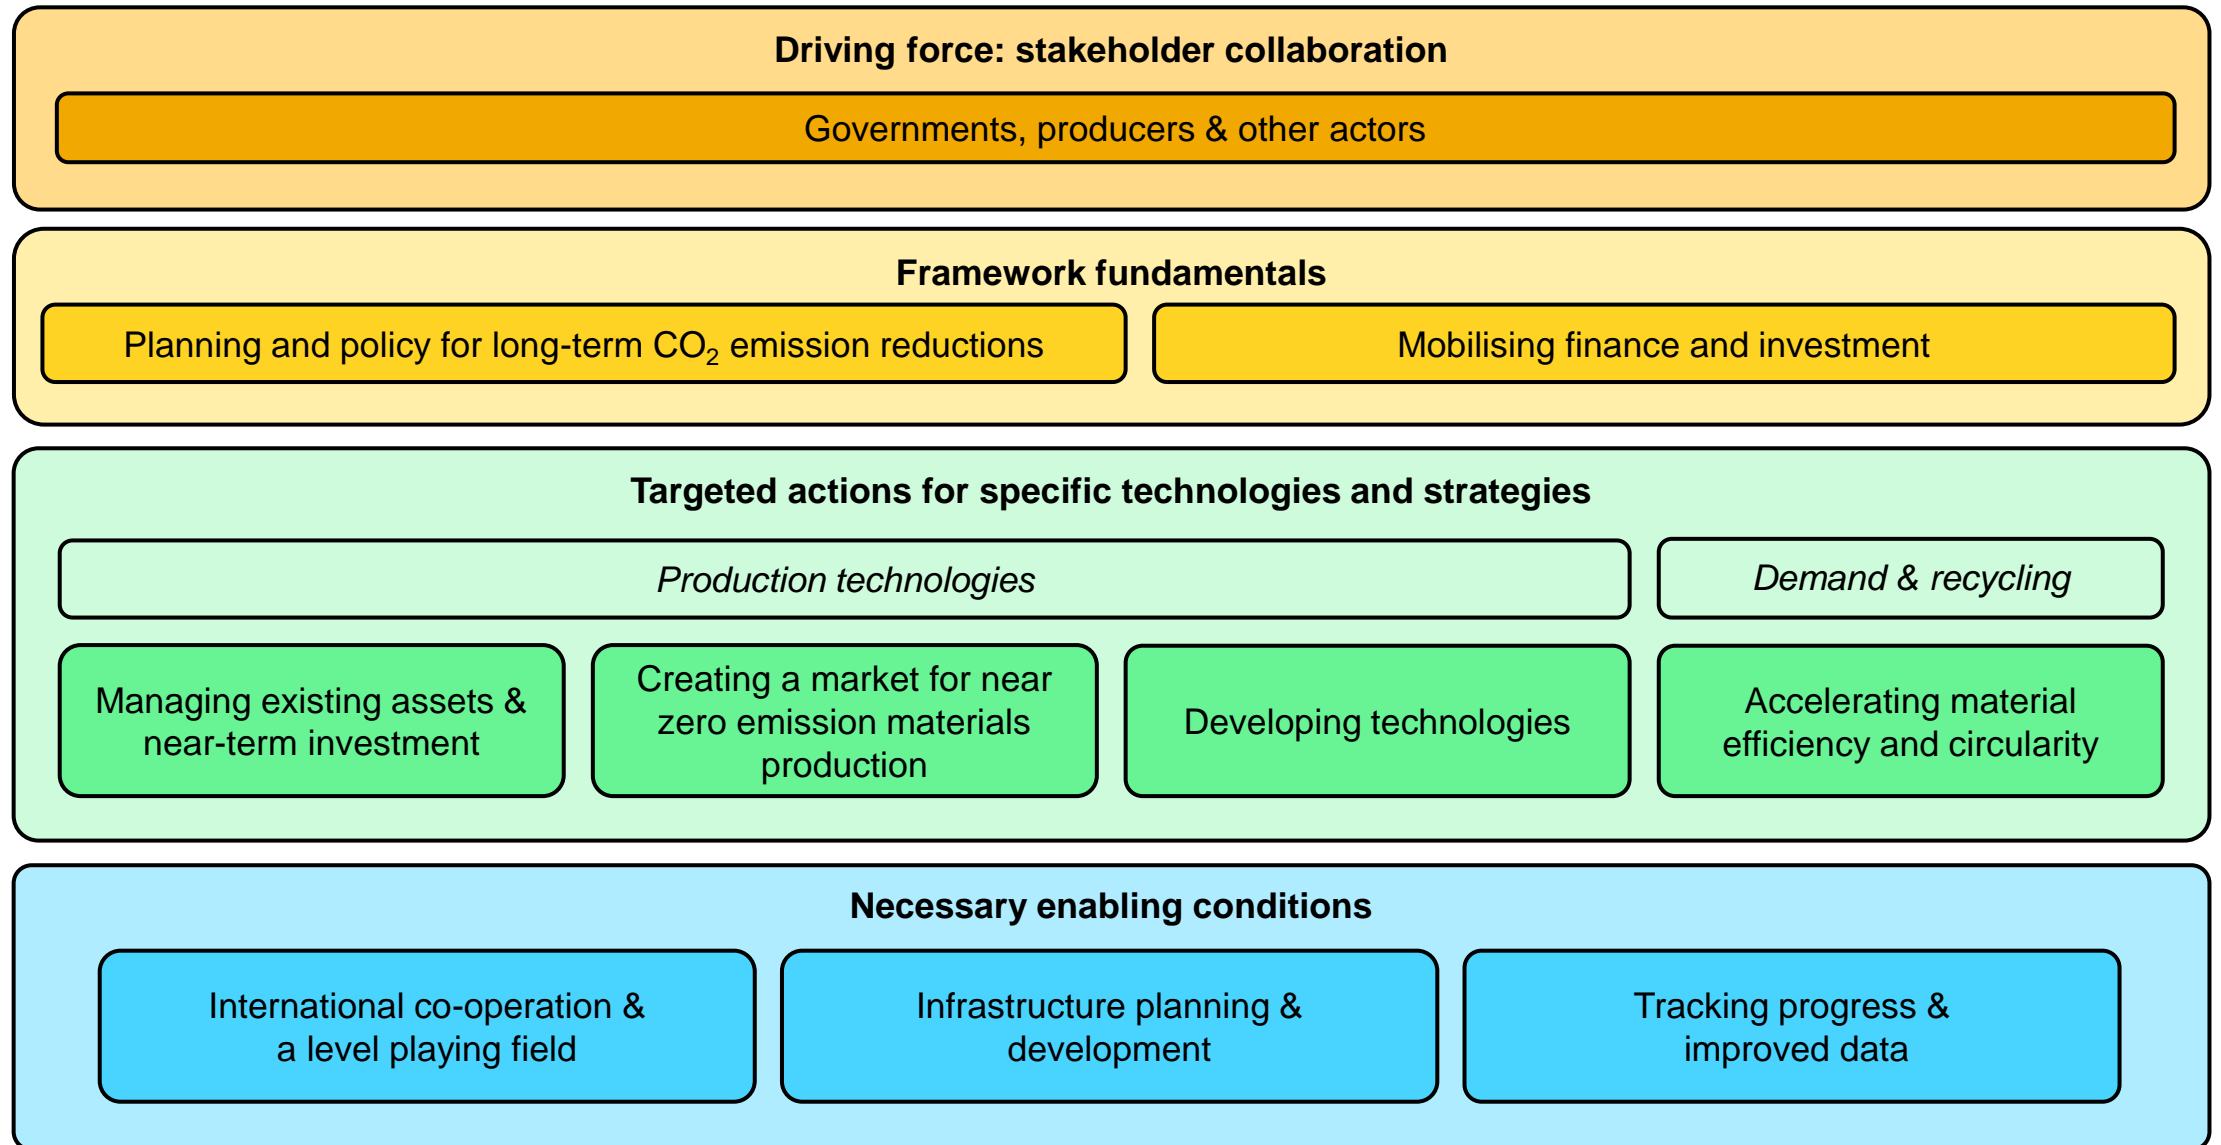 Driving force: stakeholder collaboration
Governments, producers & other actors
Framework fundamentals
Planning and policy for long-term CO₂ emission reductions
Mobilising finance and investment
Targeted actions for specific technologies and strategies
Production technologies
Demand & recycling
Managing existing assets &
near-term investment
Creating a market for near
zero emission materials
production
Developing technologies
Accelerating material
efficiency and circularity
Necessary enabling conditions
International co-operation &
a level playing field
Infrastructure planning &
development
Tracking progress &
improved data